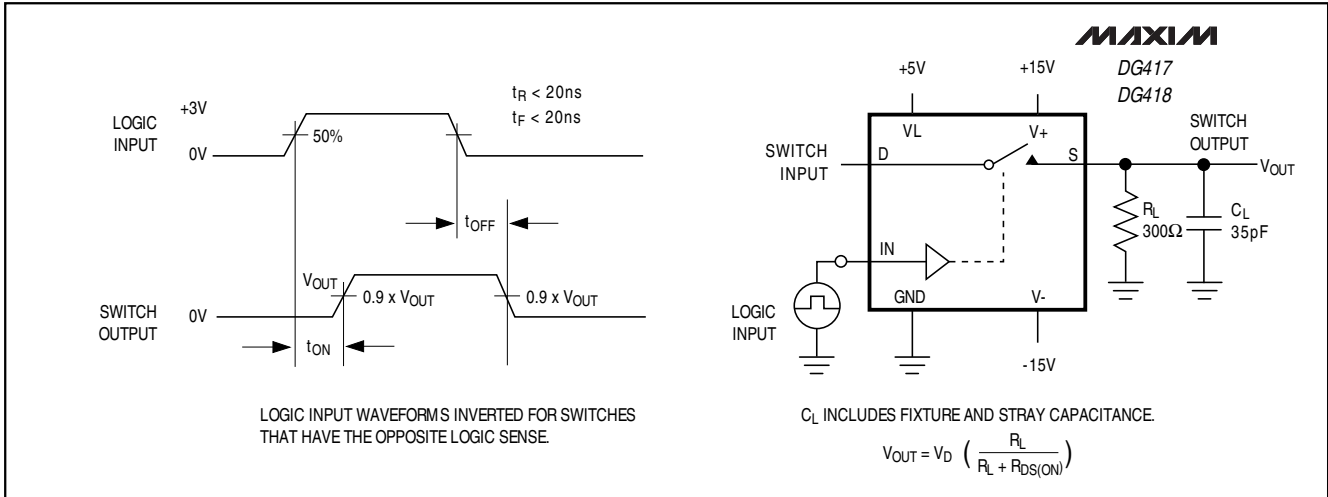 +3V
LOGIC
INPUT
0V
50%
tR < 20ns
tF < 20ns
tOFF
VOUT
0.9 x VOUT
0.9 x VOUT
SWITCH
OUTPUT
0V
tON
LOGIC INPUT WAVEFORMS INVERTED FOR SWITCHES
THAT HAVE THE OPPOSITE LOGIC SENSE.
MAXIM
DG417
DG418
+5V
+15V
VL
V+
SWITCH
INPUT
D
S
SWITCH
OUTPUT
VOUT
RL
300Ω
CL
35pF
IN
LOGIC
INPUT
GND
V-
-15V
CL INCLUDES FIXTURE AND STRAY CAPACITANCE.
VOUT = VD ( RL / RL + RDS(ON) )